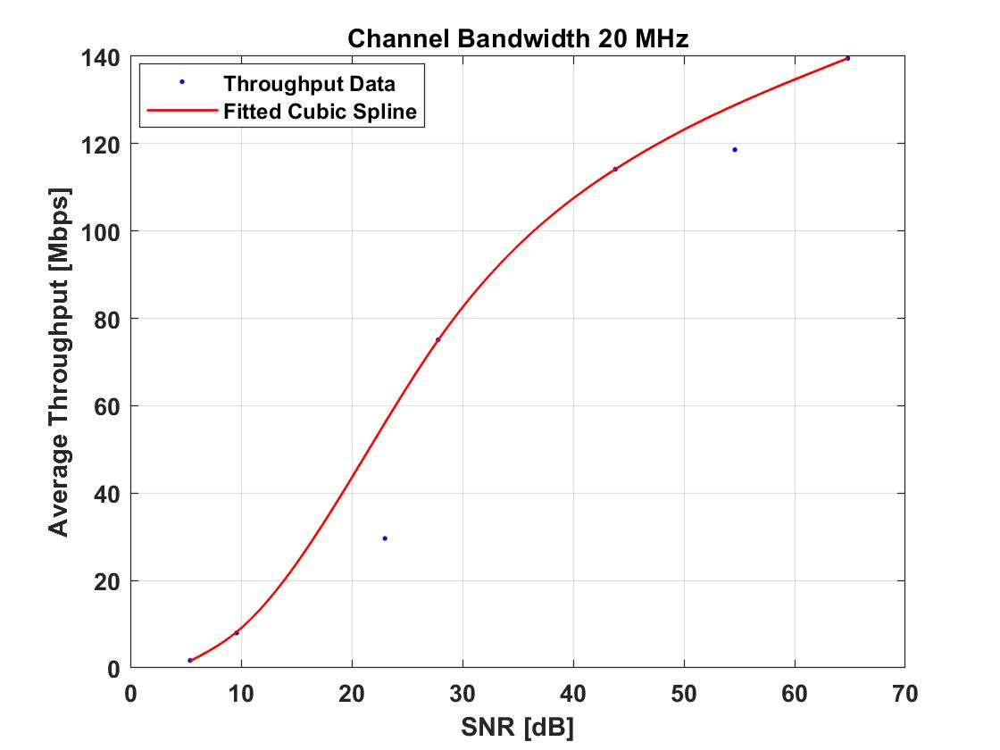 Channel Bandwidth 20 MHz
Throughput Data
Fitted Cubic Spline
140
120
100
80
60
40
20
0
Average Throughput [Mbps]
0 10 20 30 40 50 60 70
SNR [dB]